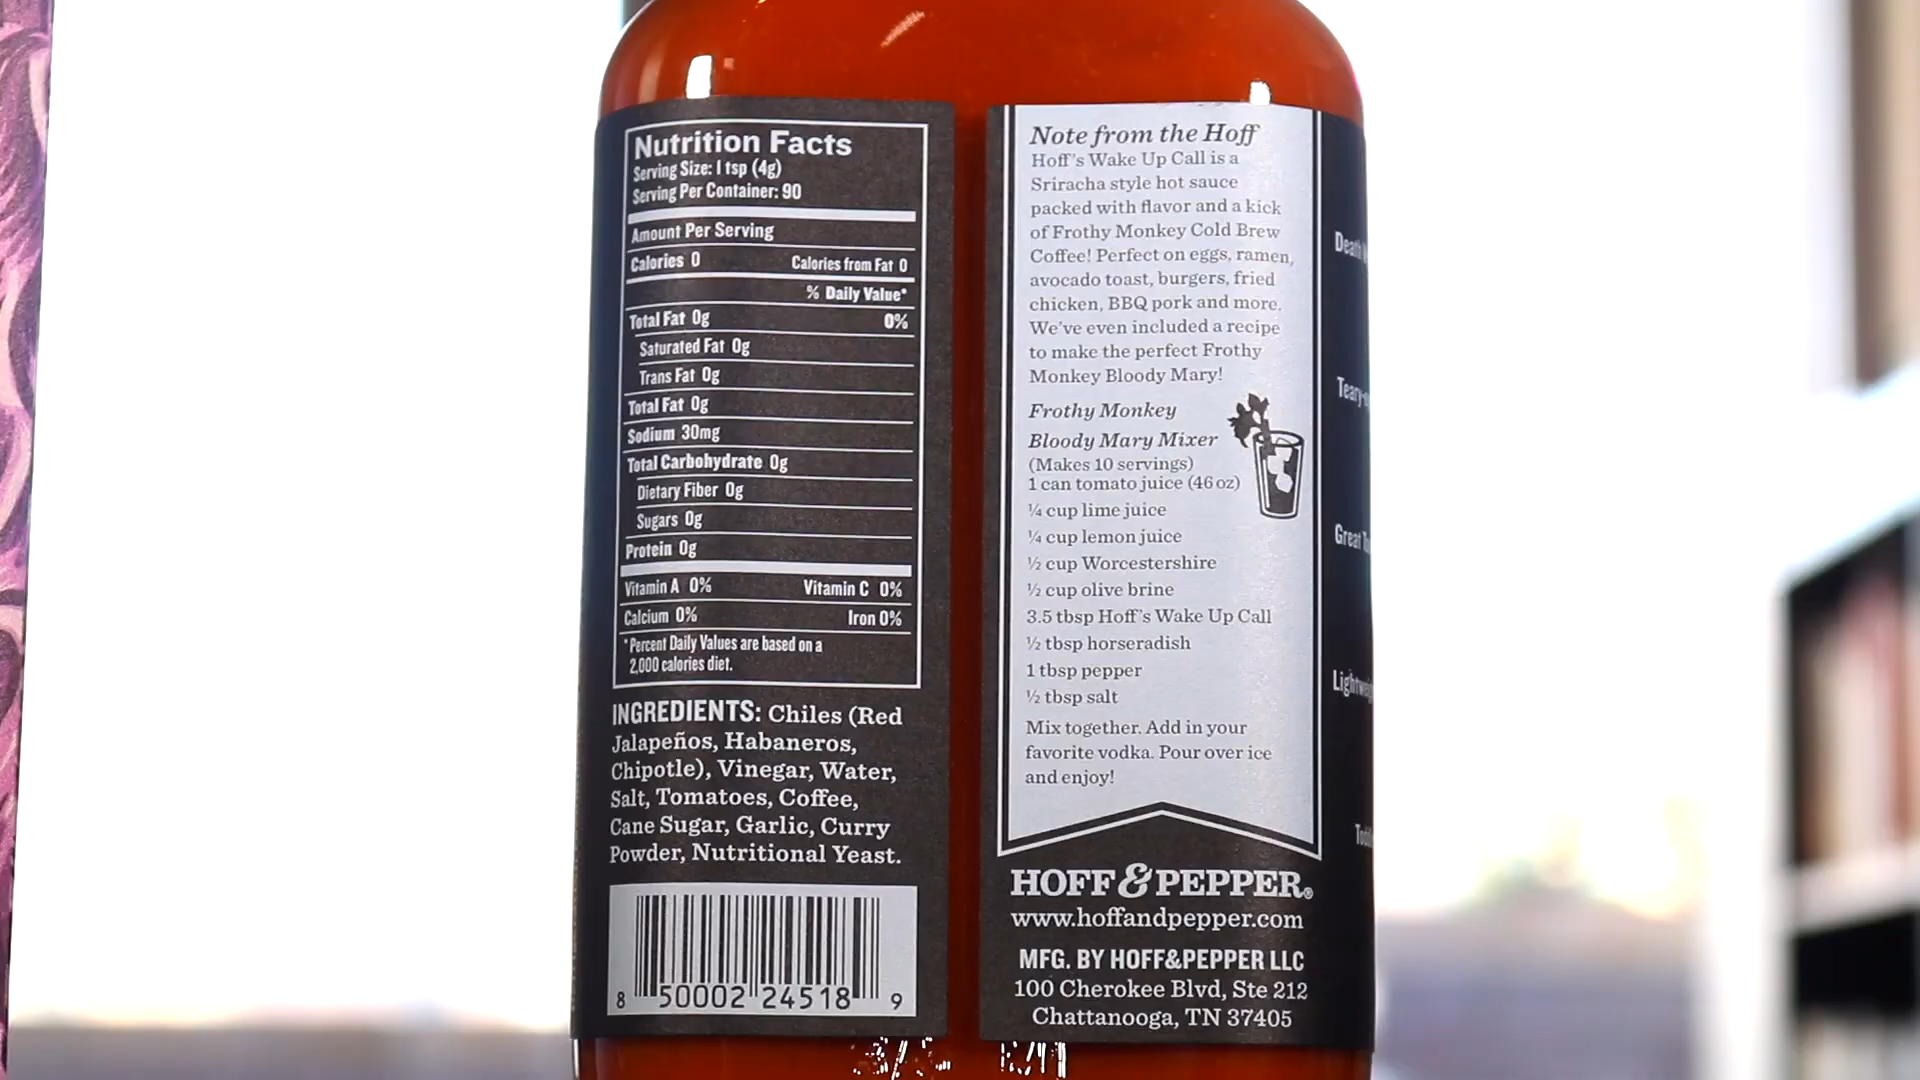 Nutrition Facts
Serving Size: 1 tsp (4g)
Serving Per Container: 90
Amount Per Serving
Calories 0 Calories from Fat 0
% Daily Value*
Total Fat 0g 0%
Saturated Fat 0g
Trans Fat 0g
Total Fat 0g
Sodium 30mg
Total Carbohydrate 0g
Dietary Fiber 0g
Sugars 0g
Protein 0g
Vitamin A 0% Vitamin C 0%
Calcium 0% Iron 0%
*Percent Daily Values are based on a
2,000 calories diet.
INGREDIENTS: Chiles (Red
Jalapeños, Habaneros,
Chipotle), Vinegar, Water,
Salt, Tomatoes, Coffee,
Cane Sugar, Garlic, Curry
Powder, Nutritional Yeast.
8 50002 24518 9
Note from the Hoff
Hoff's Wake Up Call is a
Sriracha style hot sauce
packed with flavor and a kick
of Frothy Monkey Cold Brew
Coffee! Perfect on eggs, ramen,
avocado toast, burgers, fried
chicken, BBQ pork and more.
We've even included a recipe
to make the perfect Frothy
Monkey Bloody Mary!
Frothy Monkey
Bloody Mary Mixer
(Makes 10 servings)
1 can tomato juice (46 oz)
¼ cup lime juice
¼ cup lemon juice
½ cup Worcestershire
½ cup olive brine
3.5 tbsp Hoff's Wake Up Call
½ tbsp horseradish
1 tbsp pepper
½ tbsp salt
Mix together. Add in your
favorite vodka. Pour over ice
and enjoy!
HOFF & PEPPER®
www.hoffandpepper.com
MFG. BY HOFF&PEPPER LLC
100 Cherokee Blvd, Ste 212
Chattanooga, TN 37405
Death
Great